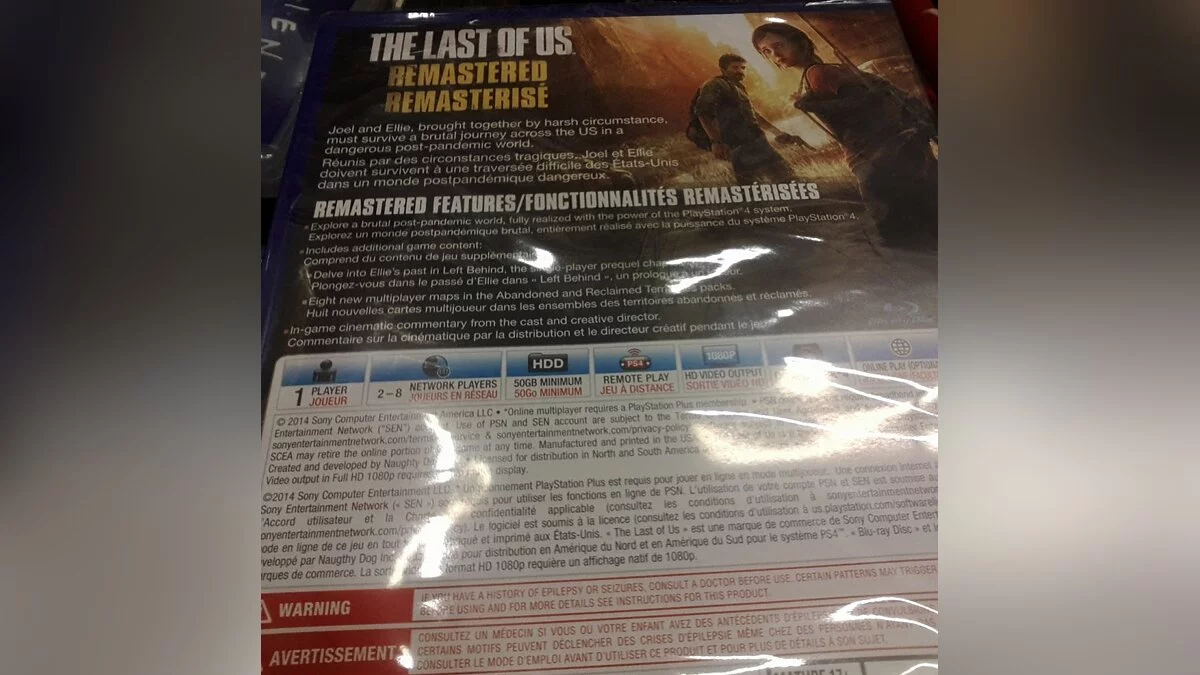 THE LAST OF US
REMASTERED
REMASTERISÉ
Joel and Ellie, brought together by harsh circumstance,
must survive a brutal journey across the US in a
dangerous post-pandemic world.
Réunis par des circonstances tragiques, Joel et Ellie
doivent survivent à une traversée difficile des États-Unis
dans un monde postpandémique dangereux.
REMASTERED FEATURES/FONCTIONNALITÉS REMASTÉRISÉES
• Explore a brutal post-pandemic world, fully realized with the power of the PlayStation®4 system.
Explorez un monde postpandémique brutal, entièrement réalisé avec la puissance du système PlayStation®4.
• Includes additional game content:
Comprend du contenu de jeu
• Delve into Ellie's past in Left Behind, the single-player prequel
Plongez-vous dans le passé d'Ellie dans « Left Behind », un prologue
• Eight new multiplayer maps in the Abandoned and Reclaimed packs.
Huit nouvelles cartes multijoueur dans les ensembles des territoires abandonnés et réclamés.
• In-game cinematic commentary from the cast and creative director.
Commentaire sur la cinématique par la distribution et le directeur créatif pendant le
1 PLAYER
JOUEUR
2–8 NETWORK PLAYERS
JOUEURS EN RÉSEAU
HDD
50GB MINIMUM
50Go MINIMUM
PS4
REMOTE PLAY
JEU À DISTANCE
1080P
HD VIDEO OUTPUT
SORTIE VIDÉO
ONLINE PLAY
© 2014 Sony Computer Entertainment America LLC • *Online multiplayer requires a PlayStation Plus membership. •
Entertainment Network ("SEN") Use of PSN and SEN account are subject to the
sonyentertainmentnetwork.com/ & sonyentertainmentnetwork.com/privacy-policy
SCEA may retire the online portion of at any time. Manufactured and printed in the
Created and developed by Naughty for distribution in North and South America
Video output in Full HD 1080p display.
©2014 Sony Computer Entertainment LLC. Plus est requis pour jouer en ligne en mode multijoueur. Une connexion Internet
Sony Entertainment Network (« SEN ») pour utiliser les fonctions en ligne de PSN. L'utilisation de votre compte PSN et SEN est soumise
l'Accord utilisateur et la confidentialité applicable (consultez les conditions d'utilisation à
Le logiciel est soumis à la licence (consultez les conditions d'utilisation à us.playstation.com/
de en ligne de ce jeu en tout et imprimé aux États-Unis. « The Last of Us » est une marque de commerce de Sony Computer
par Naugthy Dog pour distribution en Amérique du Nord et en Amérique du Sud pour le système PS4™. « Blu-ray Disc » et
de commerce. La format HD 1080p requière un affichage natif de 1080p.
WARNING
IF YOU HAVE A HISTORY OF EPILEPSY OR SEIZURES, CONSULT A DOCTOR BEFORE USE. CERTAIN PATTERNS MAY TRIGGER
BEFORE USING AND FOR MORE DETAILS SEE INSTRUCTIONS FOR THIS PRODUCT.
AVERTISSEMENT
CONSULTEZ UN MÉDECIN SI VOUS OU VOTRE ENFANT AVEZ DES ANTÉCÉDENTS
CERTAINS MOTIFS PEUVENT DÉCLENCHER DES CRISES D'ÉPILEPSIE MÊME CHEZ DES PERSONNES
CONSULTER LE MODE D'EMPLOI AVANT D'UTILISER CE PRODUIT ET POUR PLUS DE DÉTAILS À SON SUJET.
MATURE 17+